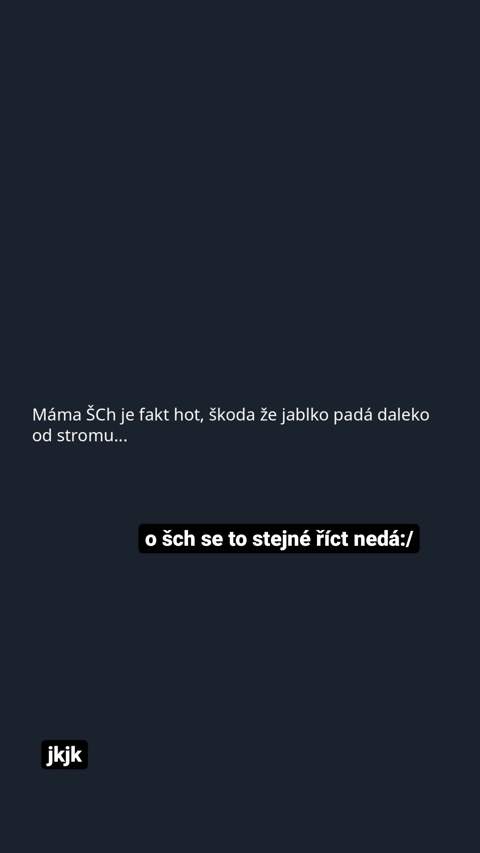 Máma ŠCh je fakt hot, škoda že jablko padá daleko
od stromu...
o šch se to stejné říct nedá:/
jkjk